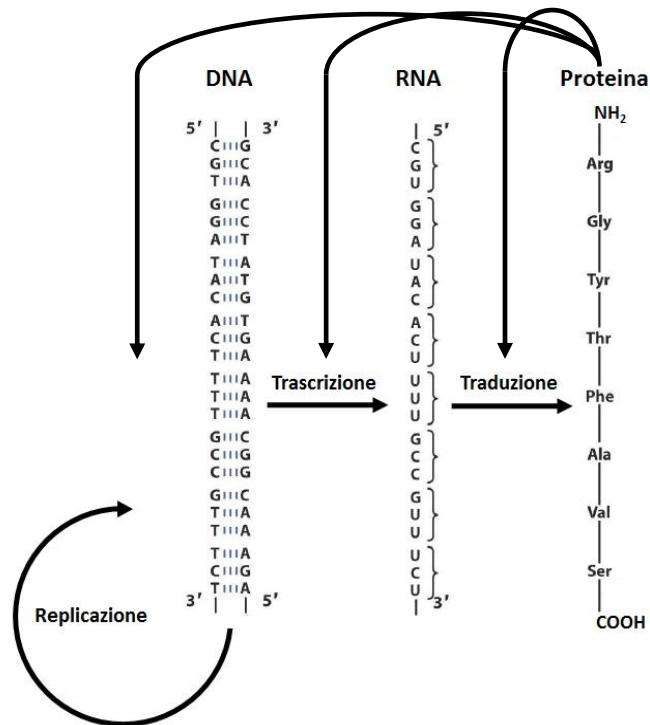 DNA RNA Proteina
NH2
5' 3' 5'
C G C
G C G Arg
T A U
G C G
G C G Gly
A T A
T A U
A T A Tyr
C G C
A T A
C G C Thr
T A U
Trascrizione Traduzione
T A U
T A U Phe
T A U
G C G
C G C Ala
C G C
G C G
T A U Val
T A U
T A U
C G C Ser
T A U
3' 5' 3'
Replicazione
COOH